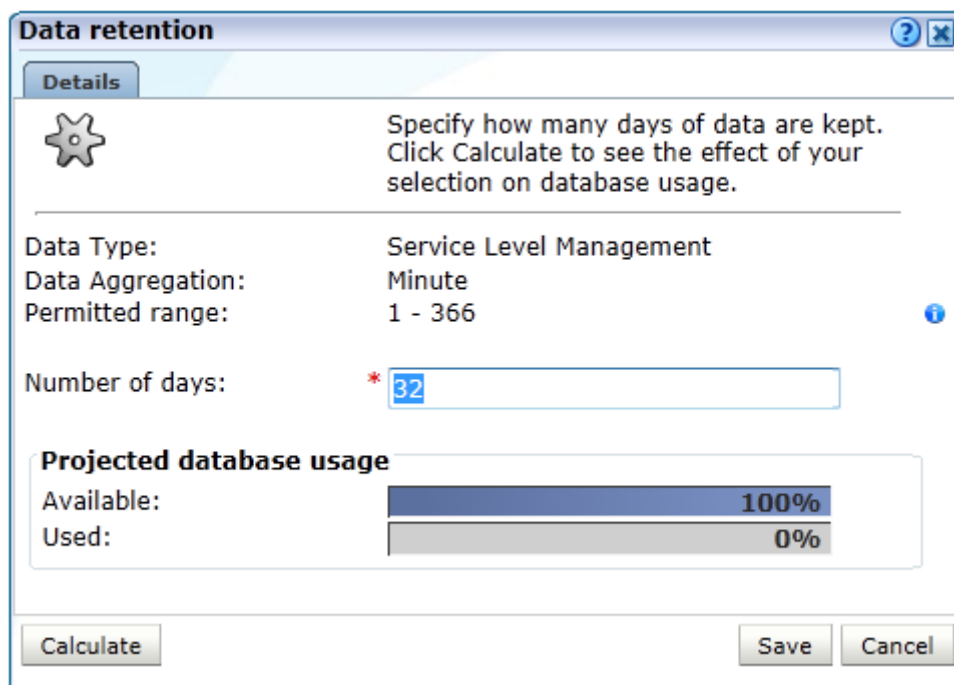 Data retention
Details
Specify how many days of data are kept.
Click Calculate to see the effect of your
selection on database usage.
Data Type: Service Level Management
Data Aggregation: Minute
Permitted range: 1 - 366
Number of days: * 32
Projected database usage
Available: 100%
Used: 0%
Calculate Save Cancel